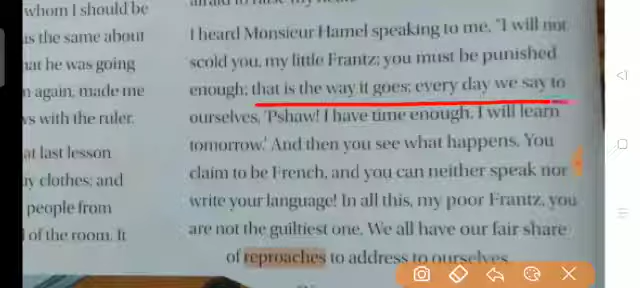 whom I should be
as the same about
hat he was going
n again, made me
ws with the ruler.
at last lesson
y clothes; and
people from
of the room. It
I heard Monsieur Hamel speaking to me. "I will not
scold you, my little Frantz; you must be punished
enough; that is the way it goes; every day we say to
ourselves, 'Pshaw! I have time enough. I will learn
tomorrow.' And then you see what happens. You
claim to be French, and you can neither speak nor
write your language! In all this, my poor Frantz, you
are not the guiltiest one. We all have our fair share
of reproaches to address to ourselves.